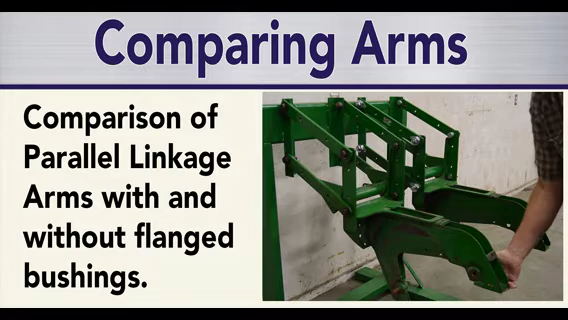 Comparing Arms
Comparison of
Parallel Linkage
Arms with and
without flanged
bushings.